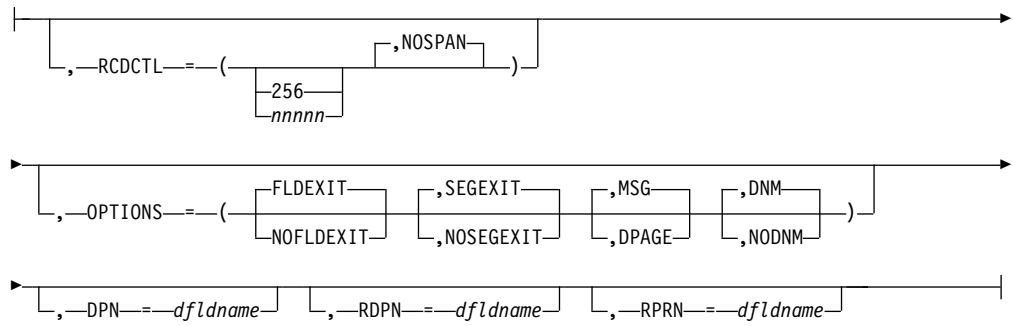 ,NOSPAN
, RCDCTL = ( )
256
nnnnn
FLDEXIT ,SEGEXIT ,MSG ,DNM
, OPTIONS = ( )
NOFLDEXIT ,NOSEGEXIT ,DPAGE ,NODNM
, DPN = dfldname , RDPN = dfldname , RPRN = dfldname